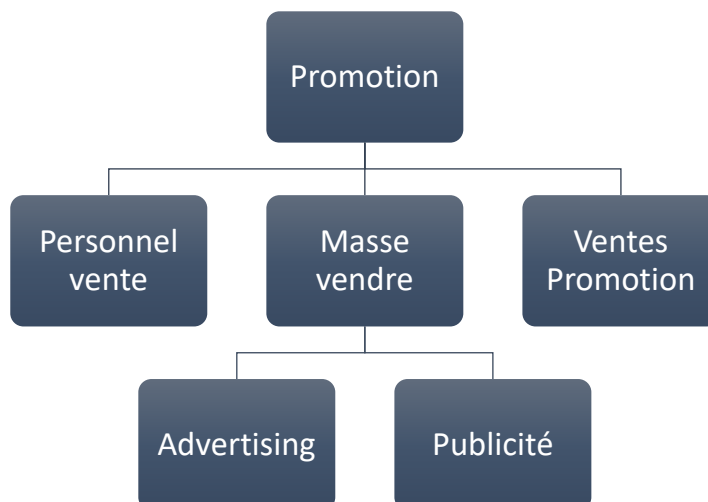 Promotion
Personnel
vente
Masse
vendre
Ventes
Promotion
Advertising
Publicité